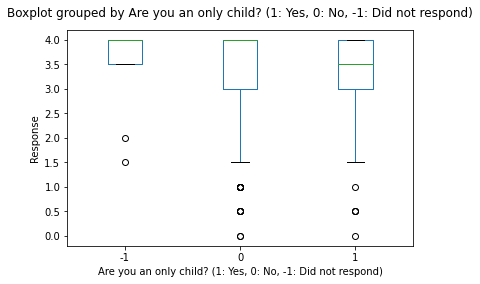 Boxplot grouped by Are you an only child? (1: Yes, 0: No, -1: Did not respond)
4.0
3.5
3.0
2.5
2.0
1.5
1.0
0.5
0.0
Response
-1 0 1
Are you an only child? (1: Yes, 0: No, -1: Did not respond)